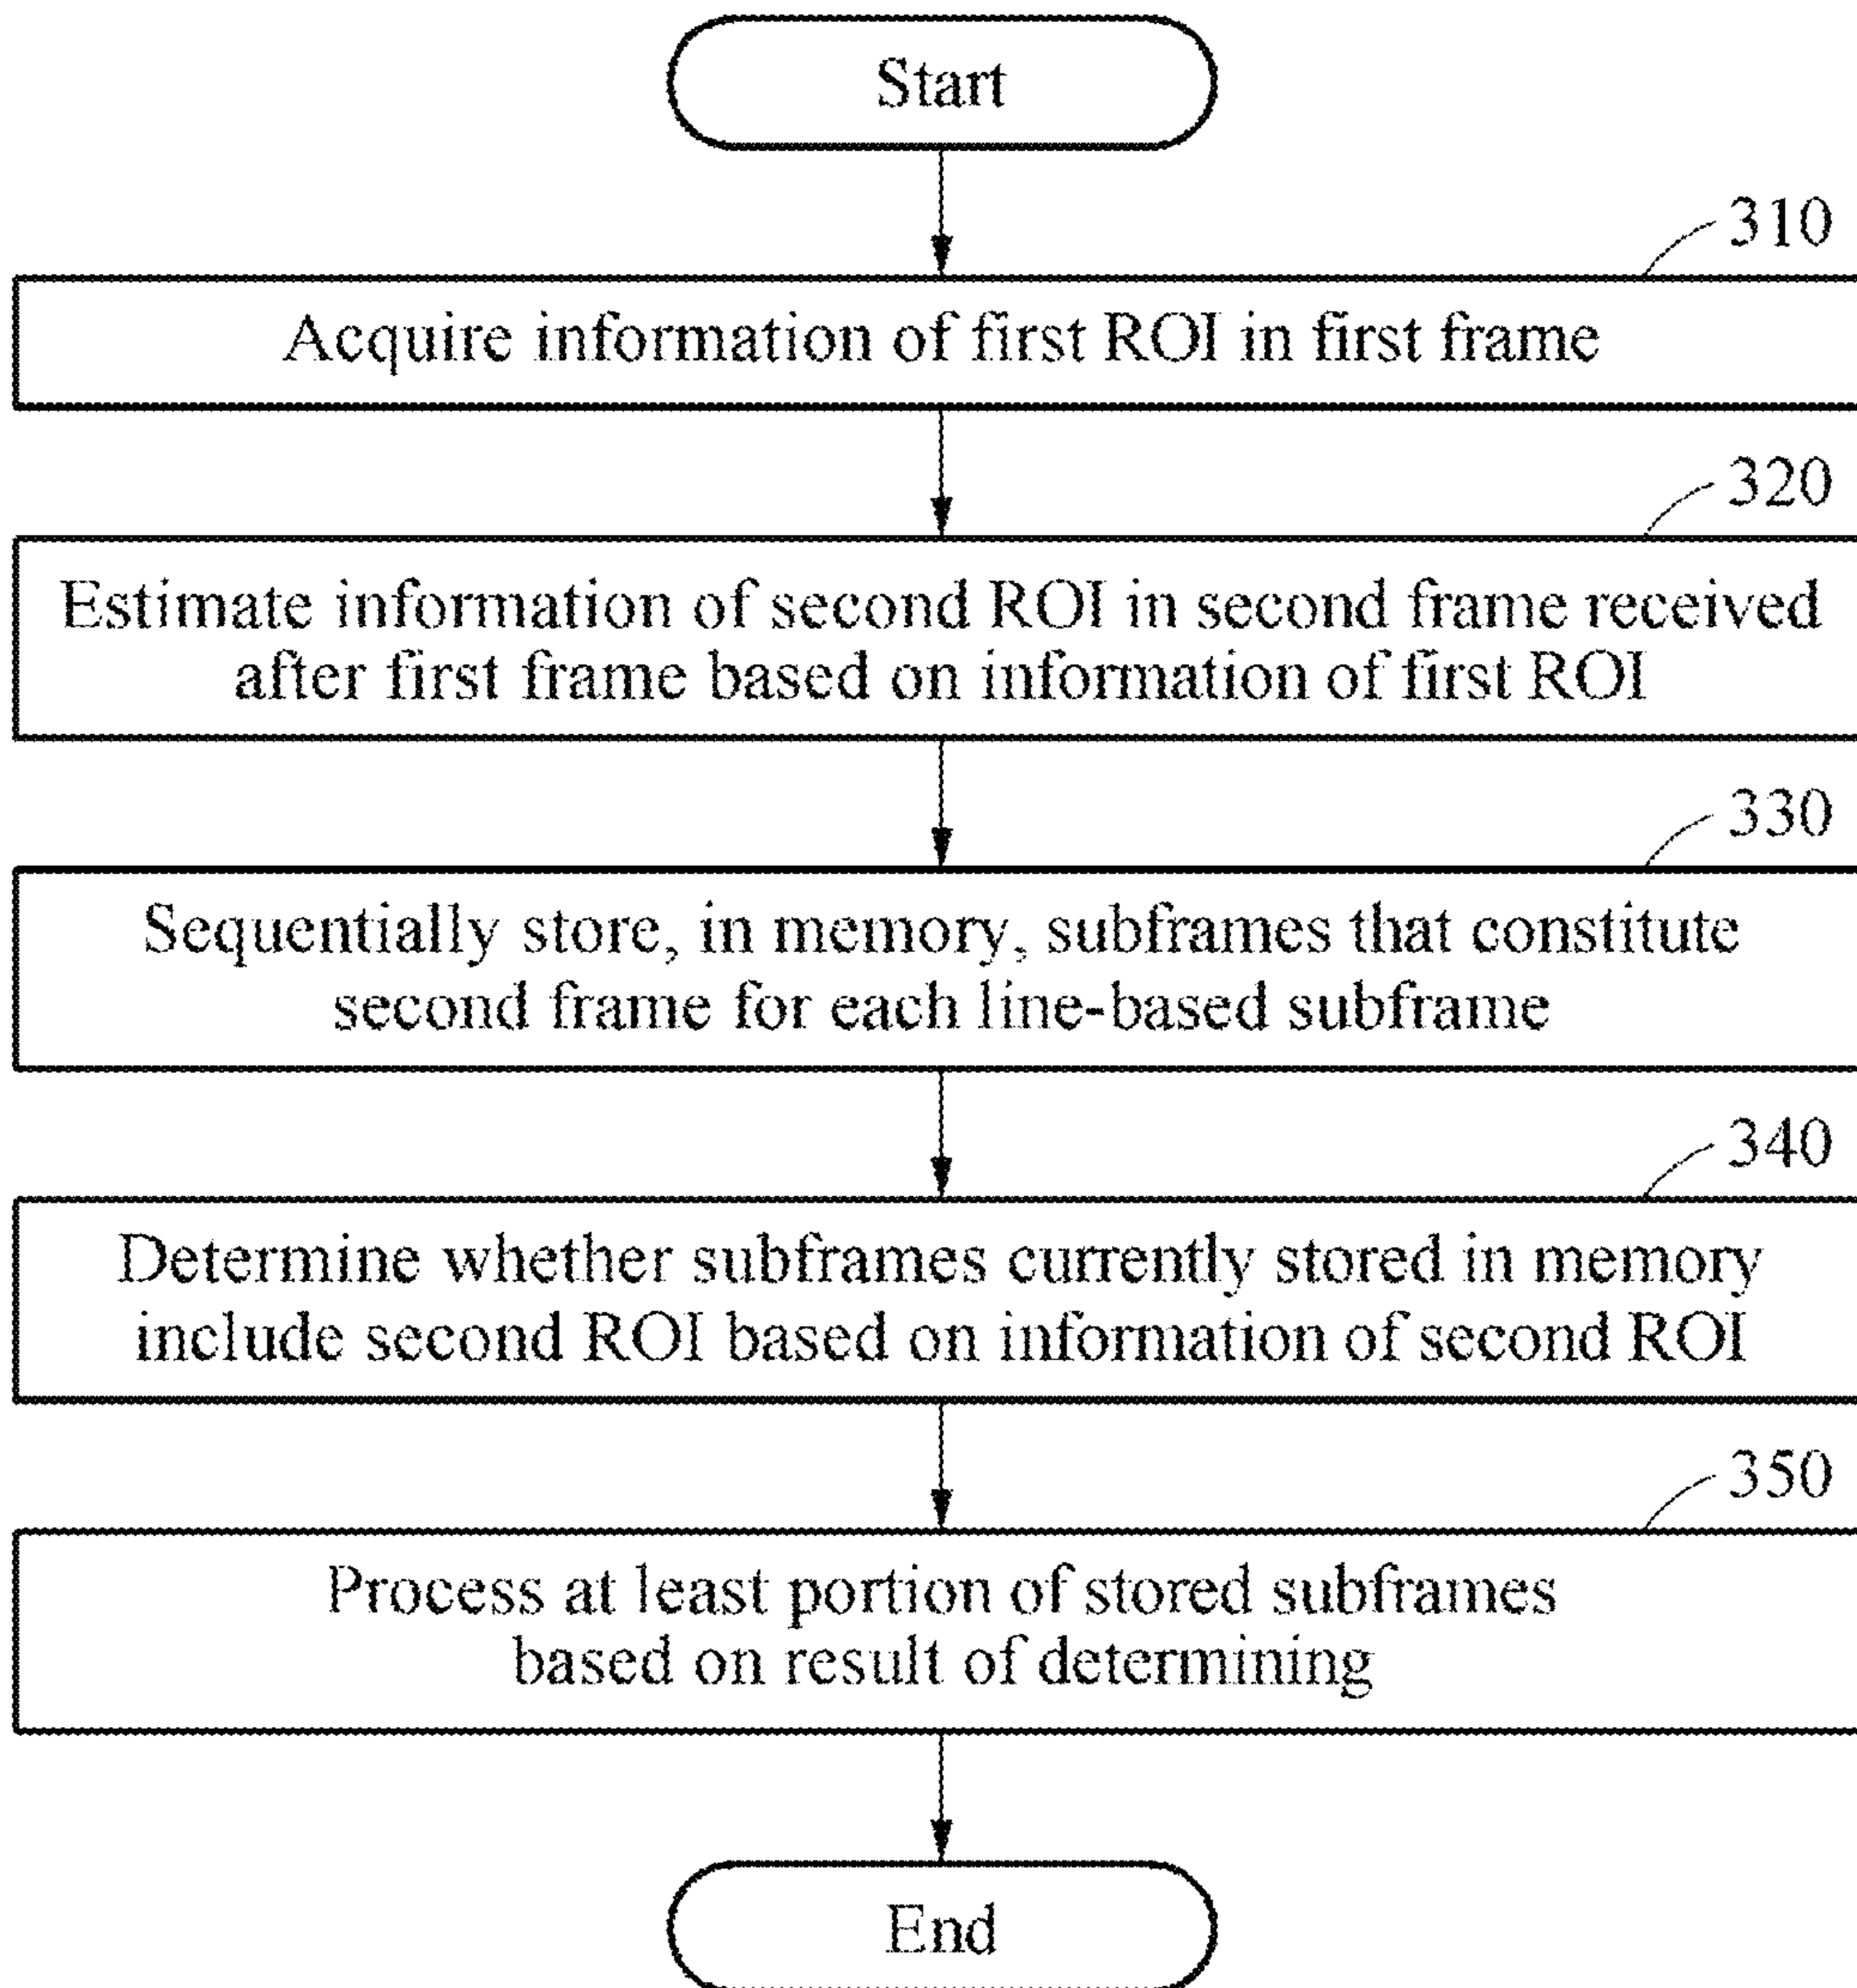 Start
310
Acquire information of first ROI in first frame
320
Estimate information of second ROI in second frame received
after first frame based on information of first ROI
330
Sequentially store, in memory, subframes that constitute
second frame for each line-based subframe
340
Determine whether subframes currently stored in memory
include second ROI based on information of second ROI
350
Process at least portion of stored subframes
based on result of determining
End